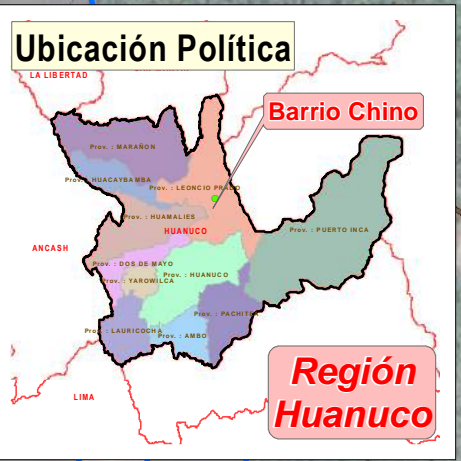 Ubicación Política
LA LIBERTAD
Barrio Chino
Prov. : MARAÑON
Prov. : HUACAYBAMBA
Prov. : LEONCIO PRADO
Prov. : HUAMALIES
HUANUCO
Prov. : PUERTO INCA
ANCASH
Prov. : DOS DE MAYO
Prov. : HUANUCO
Prov. : YAROWILCA
Prov. : PACHITEA
Prov. : LAURICOCHA
Prov. : AMBO
LIMA
Región
Huanuco